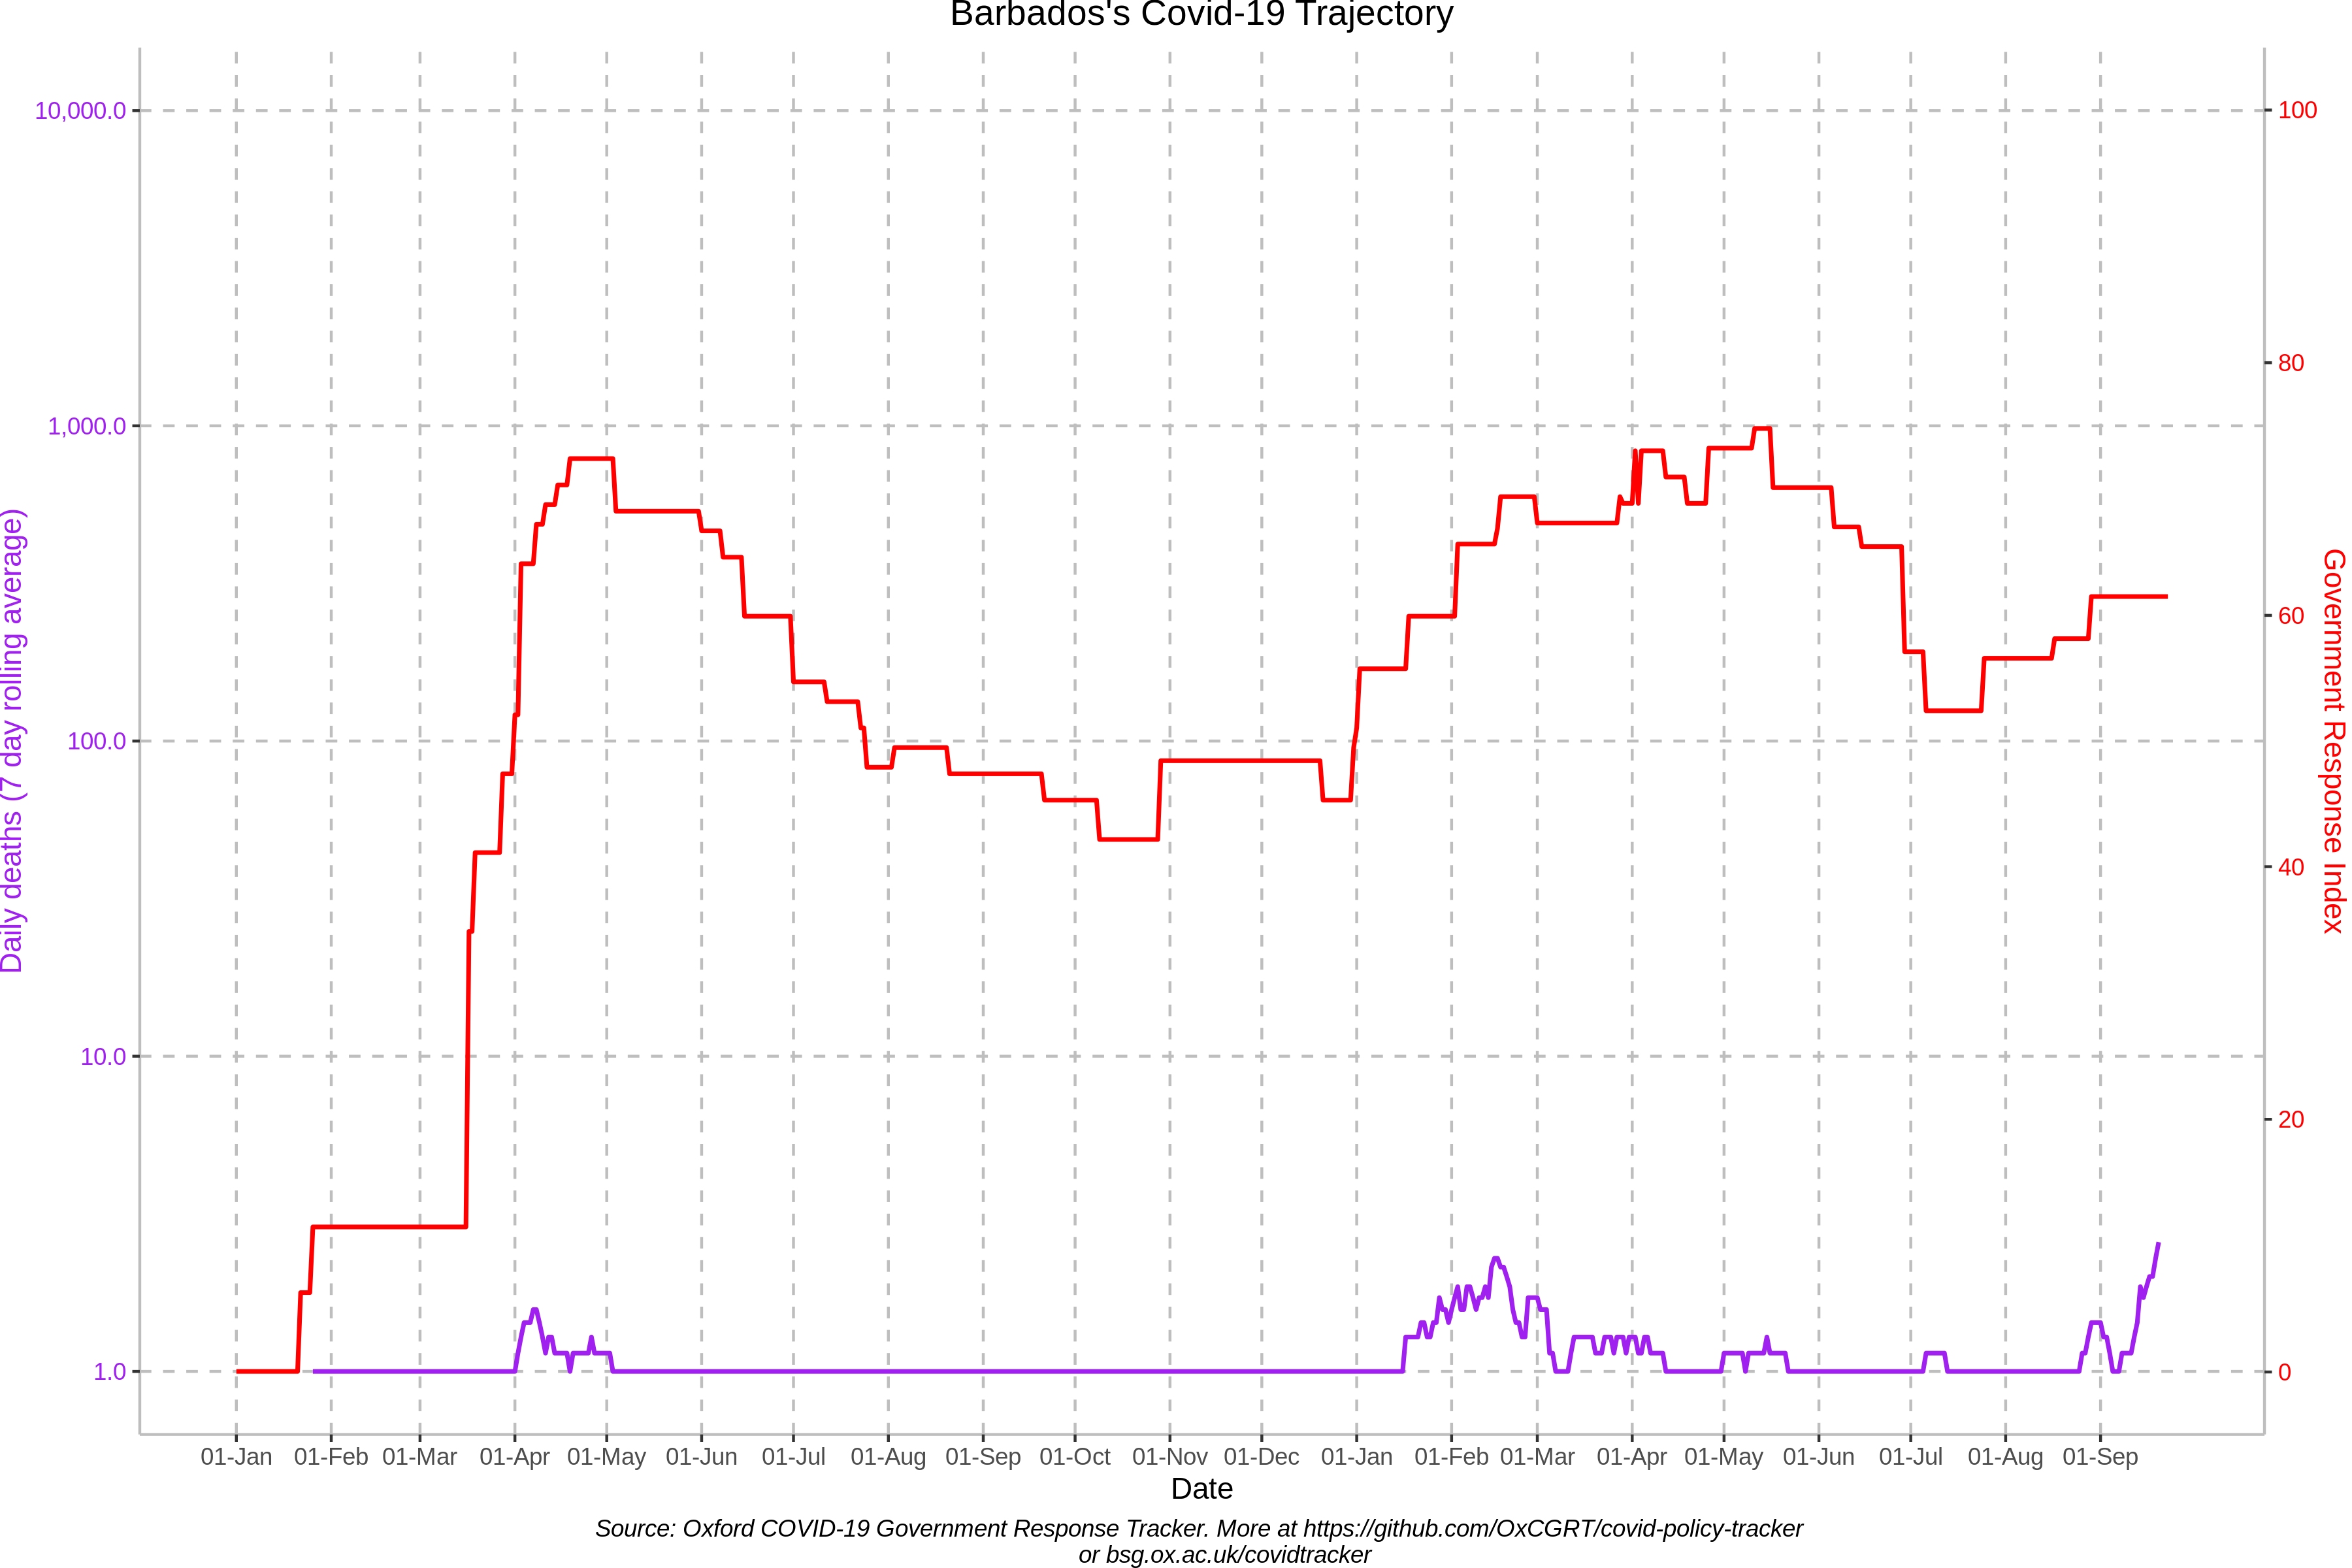 Barbados's Covid-19 Trajectory
10,000.0
1,000.0
100.0
10.0
1.0
Daily deaths (7 day rolling average)
100
80
60
40
20
0
Government Response Index
01-Jan 01-Feb 01-Mar 01-Apr 01-May 01-Jun 01-Jul 01-Aug 01-Sep 01-Oct 01-Nov 01-Dec 01-Jan 01-Feb 01-Mar 01-Apr 01-May 01-Jun 01-Jul 01-Aug 01-Sep
Date
Source: Oxford COVID-19 Government Response Tracker. More at https://github.com/OxCGRT/covid-policy-tracker
or bsg.ox.ac.uk/covidtracker